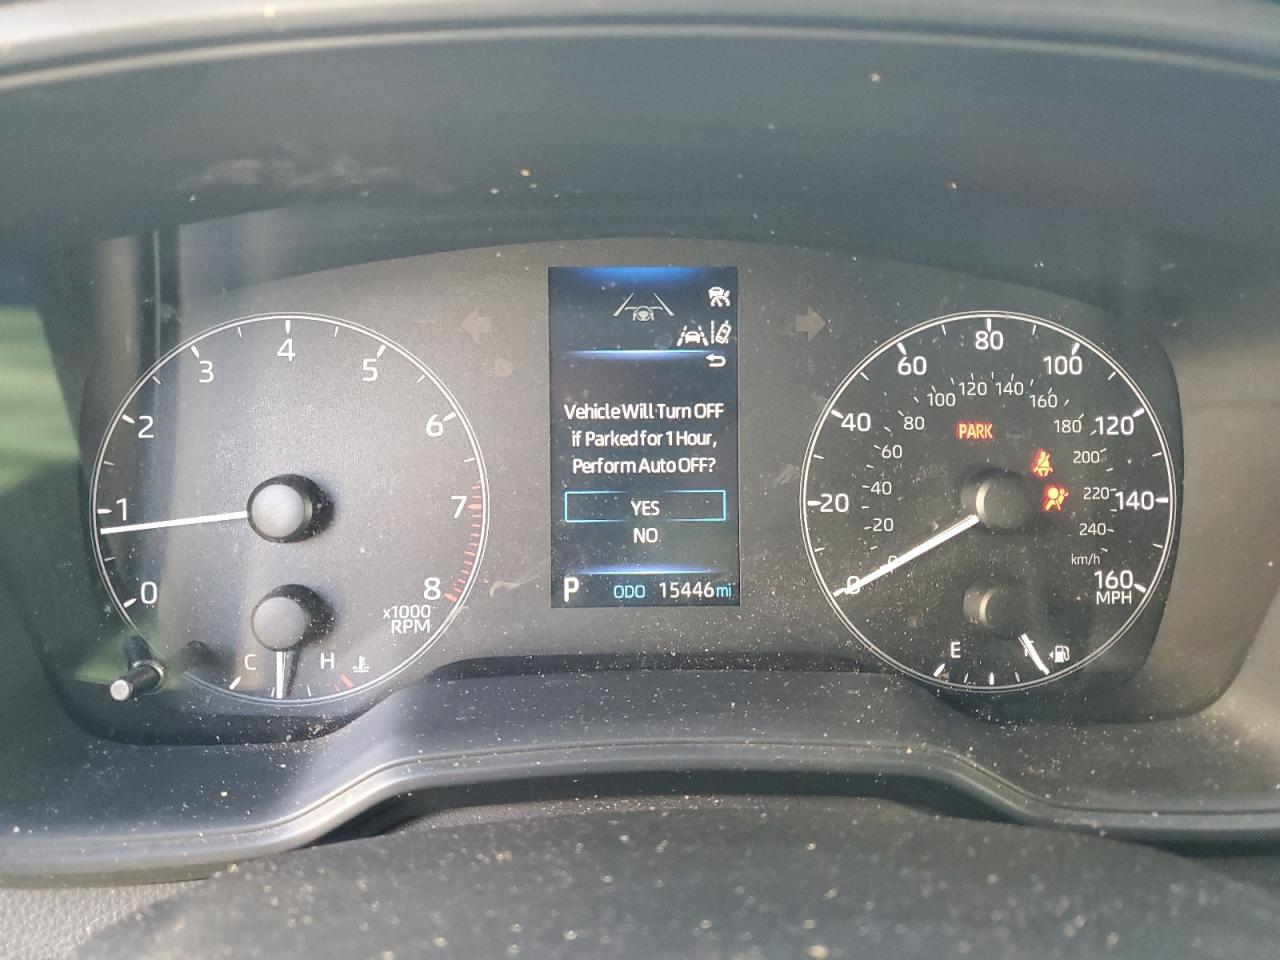 0
1
2
3
4
5
6
7
8
x1000
RPM
C
H
Vehicle Will Turn OFF
if Parked for 1 Hour,
Perform Auto OFF?
YES
NO
P ODO 15446 mi
0
20
40
60
80
100
120
140
160
MPH
0
20
40
60
80
100
120
140
160
180
200
220
240
km/h
PARK
ABS
E